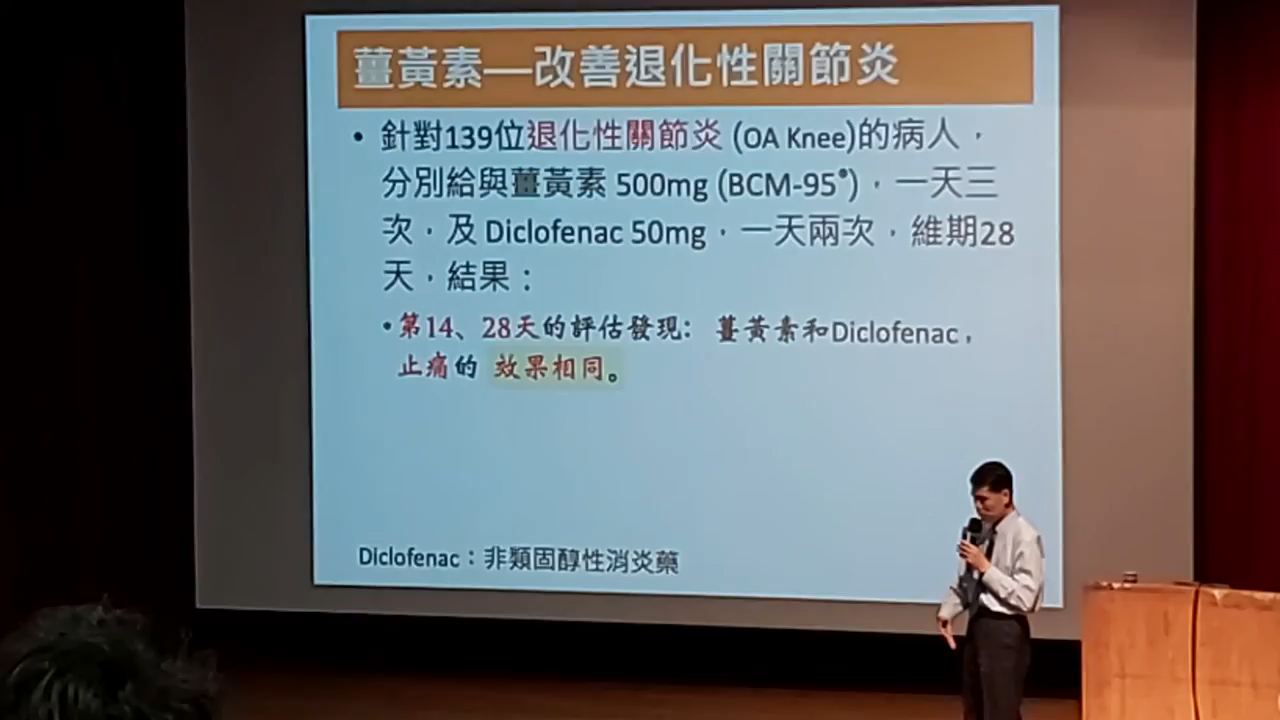 薑黃素—改善退化性關節炎
• 針對139位退化性關節炎 (OA Knee)的病人，
分別給與薑黃素 500mg (BCM-95®)，一天三
次，及 Diclofenac 50mg，一天兩次，維期28
天，結果：
• 第14、28天的評估發現: 薑黃素和Diclofenac，
止痛的 效果相同。
Diclofenac：非類固醇性消炎藥